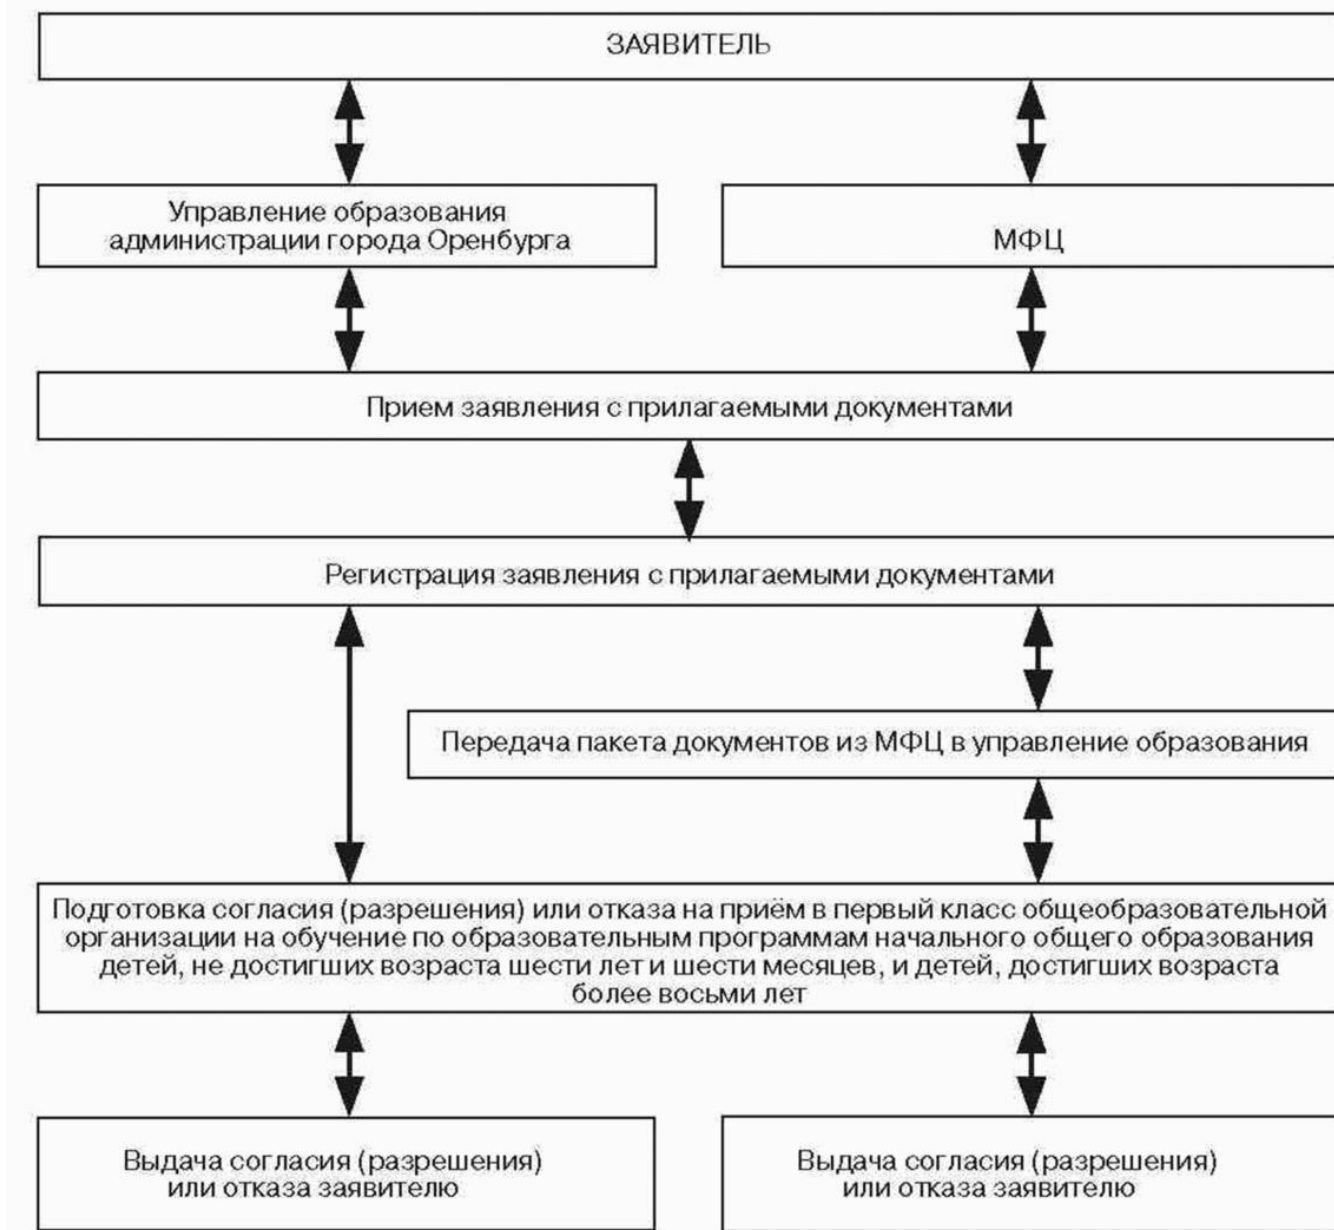 ЗАЯВИТЕЛЬ
Управление образования
администрации города Оренбурга
МФЦ
Прием заявления с прилагаемыми документами
Регистрация заявления с прилагаемыми документами
Передача пакета документов из МФЦ в управление образования
Подготовка согласия (разрешения) или отказа на приём в первый класс общеобразовательной
организации на обучение по образовательным программам начального общего образования
детей, не достигших возраста шести лет и шести месяцев, и детей, достигших возраста
более восьми лет
Выдача согласия (разрешения)
или отказа заявителю
Выдача согласия (разрешения)
или отказа заявителю